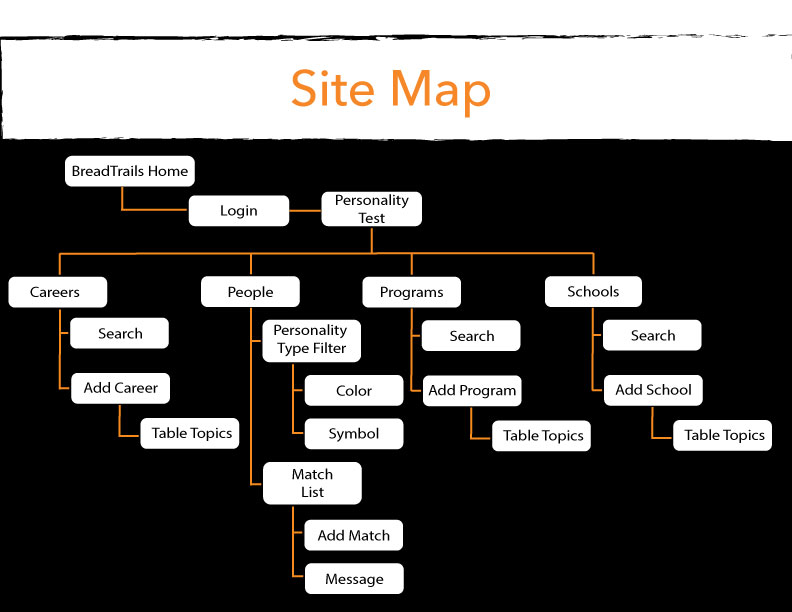 Site Map
BreadTrails Home
Login
Personality
Test
Careers
People
Programs
Schools
Search
Add Career
Table Topics
Personality
Type Filter
Color
Symbol
Match
List
Add Match
Message
Search
Add Program
Table Topics
Search
Add School
Table Topics